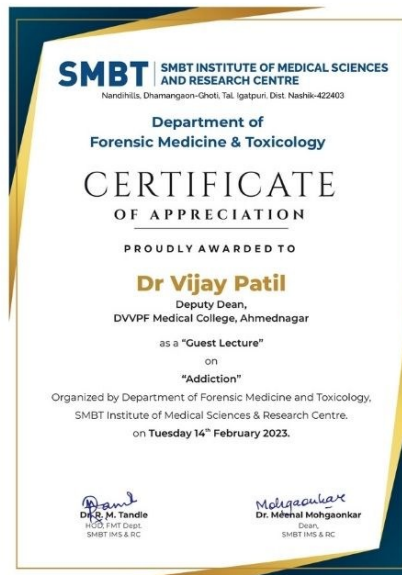 SMBT SMBT INSTITUTE OF MEDICAL SCIENCES
AND RESEARCH CENTRE
Nandihills, Dhamangaon-Ghoti, Tal. Igatpuri. Dist. Nashik-422403
Department of
Forensic Medicine & Toxicology
CERTIFICATE
OF APPRECIATION
PROUDLY AWARDED TO
Dr Vijay Patil
Deputy Dean,
DVVPF Medical College, Ahmednagar
as a “Guest Lecture”
on
“Addiction”
Organized by Department of Forensic Medicine and Toxicology,
SMBT Institute of Medical Sciences & Research Centre.
on Tuesday 14th February 2023.
Dr. R. M. Tandle
HOD, FMT Dept.
SMBT IMS & RC
Mohgaonkar
Dr. Meenal Mohgaonkar
Dean,
SMBT IMS & RC